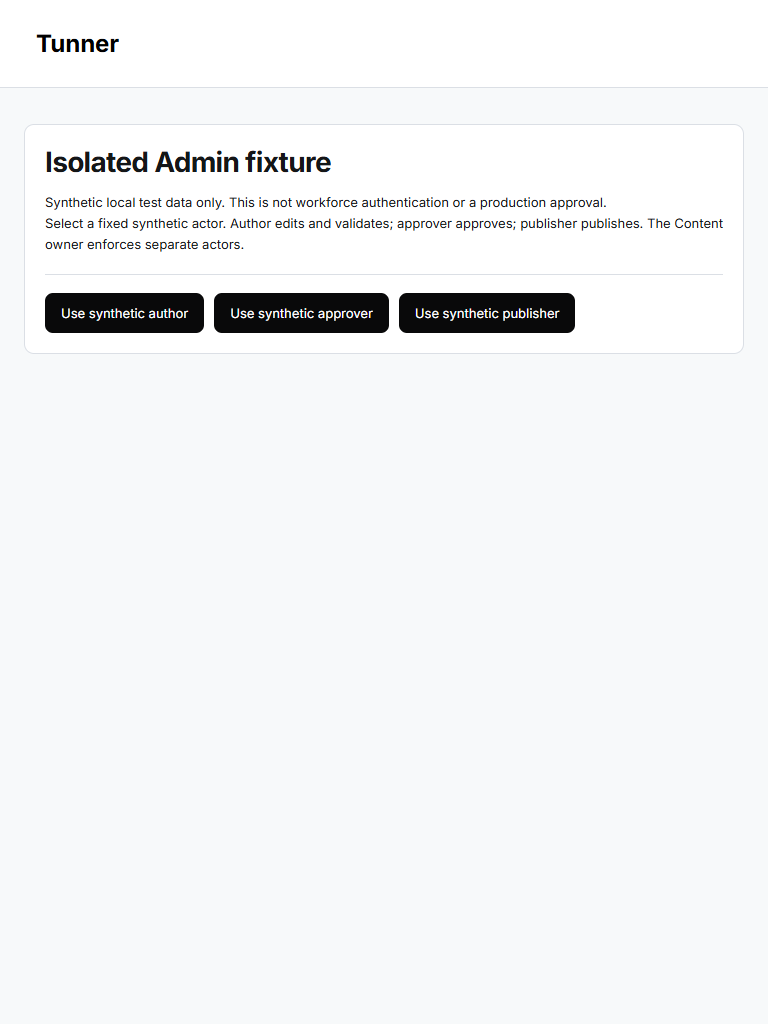 Tunner
Isolated Admin fixture
Synthetic local test data only. This is not workforce authentication or a production approval.
Select a fixed synthetic actor. Author edits and validates; approver approves; publisher publishes. The Content
owner enforces separate actors.
Use synthetic author
Use synthetic approver
Use synthetic publisher